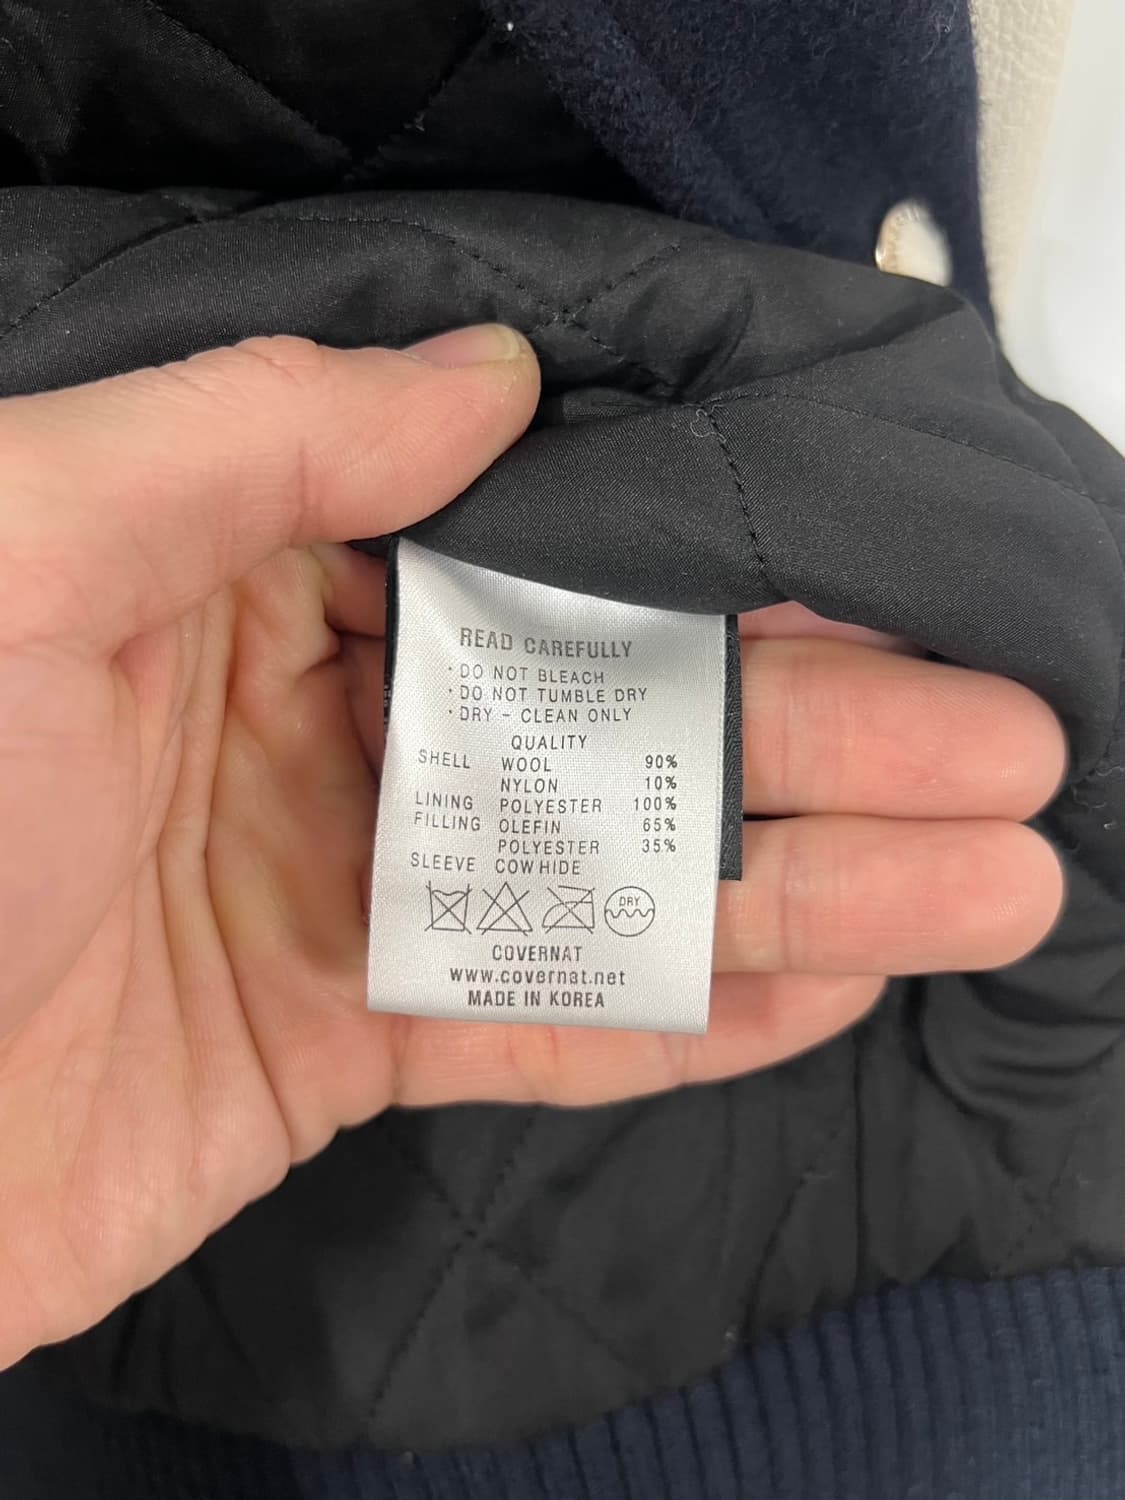 READ CAREFULLY
· DO NOT BLEACH
· DO NOT TUMBLE DRY
· DRY - CLEAN ONLY
QUALITY
SHELL WOOL 90%
NYLON 10%
LINING POLYESTER 100%
FILLING OLEFIN 65%
POLYESTER 35%
SLEEVE COW HIDE
DRY
COVERNAT
www.covernat.net
MADE IN KOREA